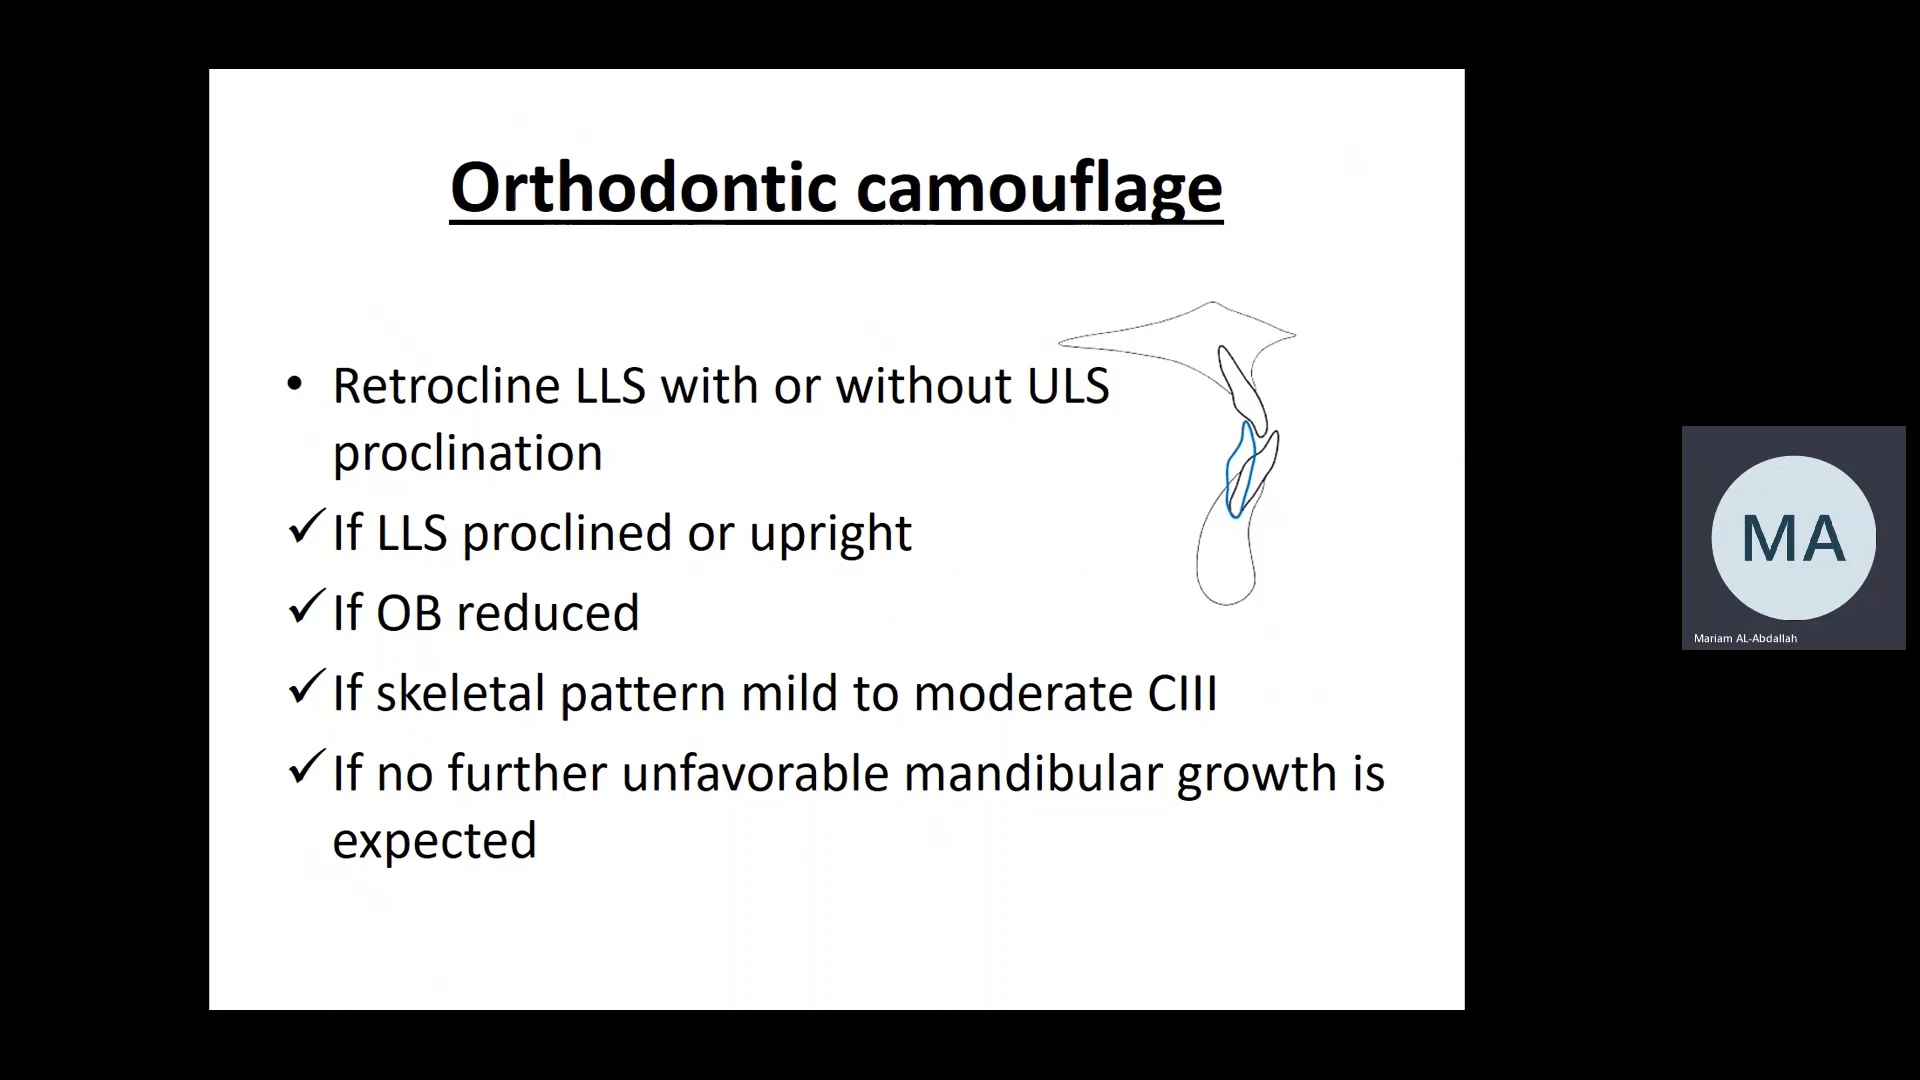 Orthodontic camouflage
• Retrocline LLS with or without ULS
proclination
✓If LLS proclined or upright
✓If OB reduced
✓If skeletal pattern mild to moderate CIII
✓If no further unfavorable mandibular growth is
expected
MA
Mariam AL-Abdallah